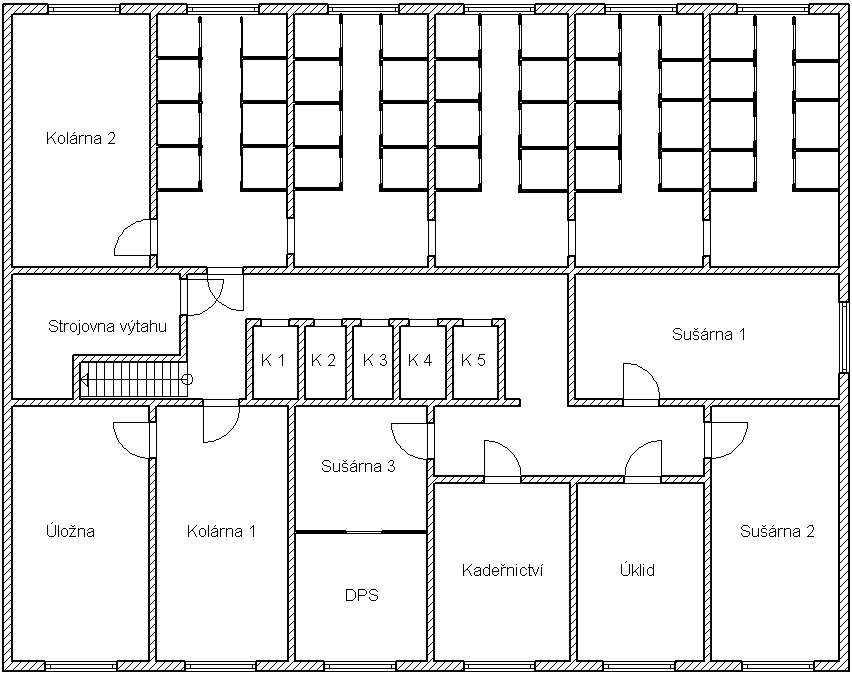 Kolárna 2
Strojovna výtahu
K 1
K 2
K 3
K 4
K 5
Sušárna 1
Úložna
Kolárna 1
Sušárna 3
DPS
Kadeřnictví
Úklid
Sušárna 2